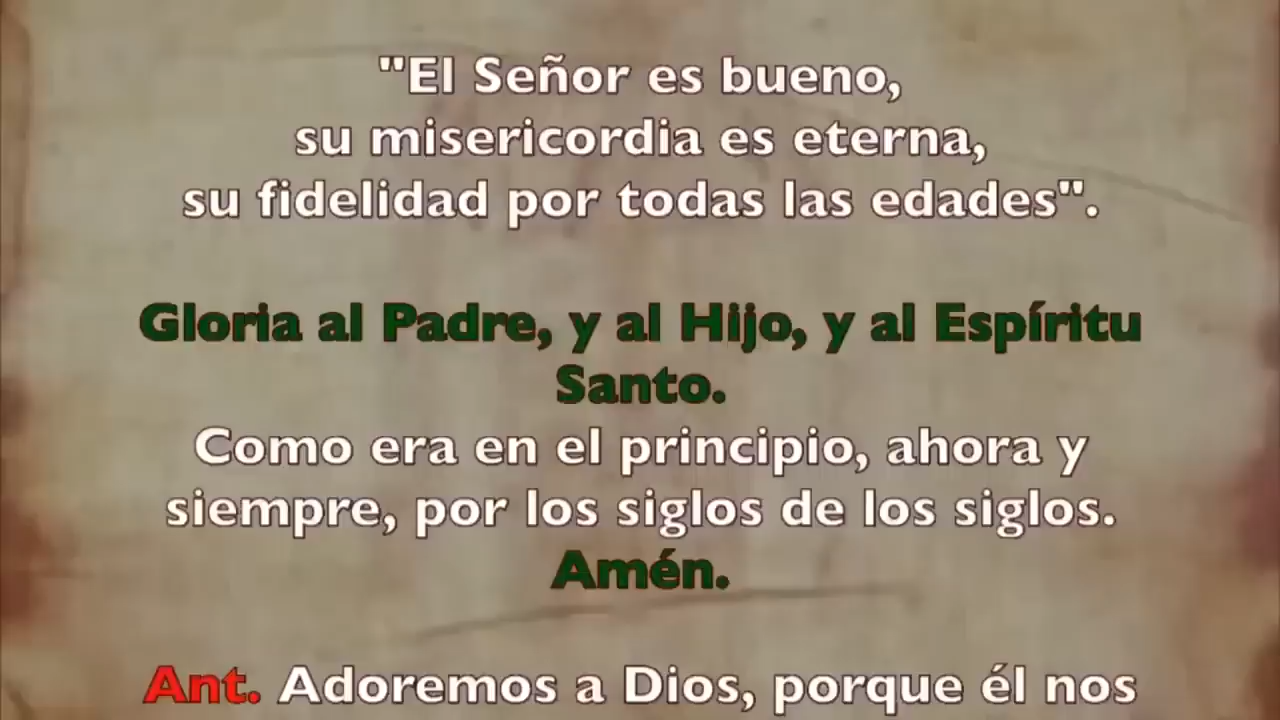 "El Señor es bueno,
su misericordia es eterna,
su fidelidad por todas las edades".
Gloria al Padre, y al Hijo, y al Espíritu
Santo.
Como era en el principio, ahora y
siempre, por los siglos de los siglos.
Amén.
Ant. Adoremos a Dios, porque él nos